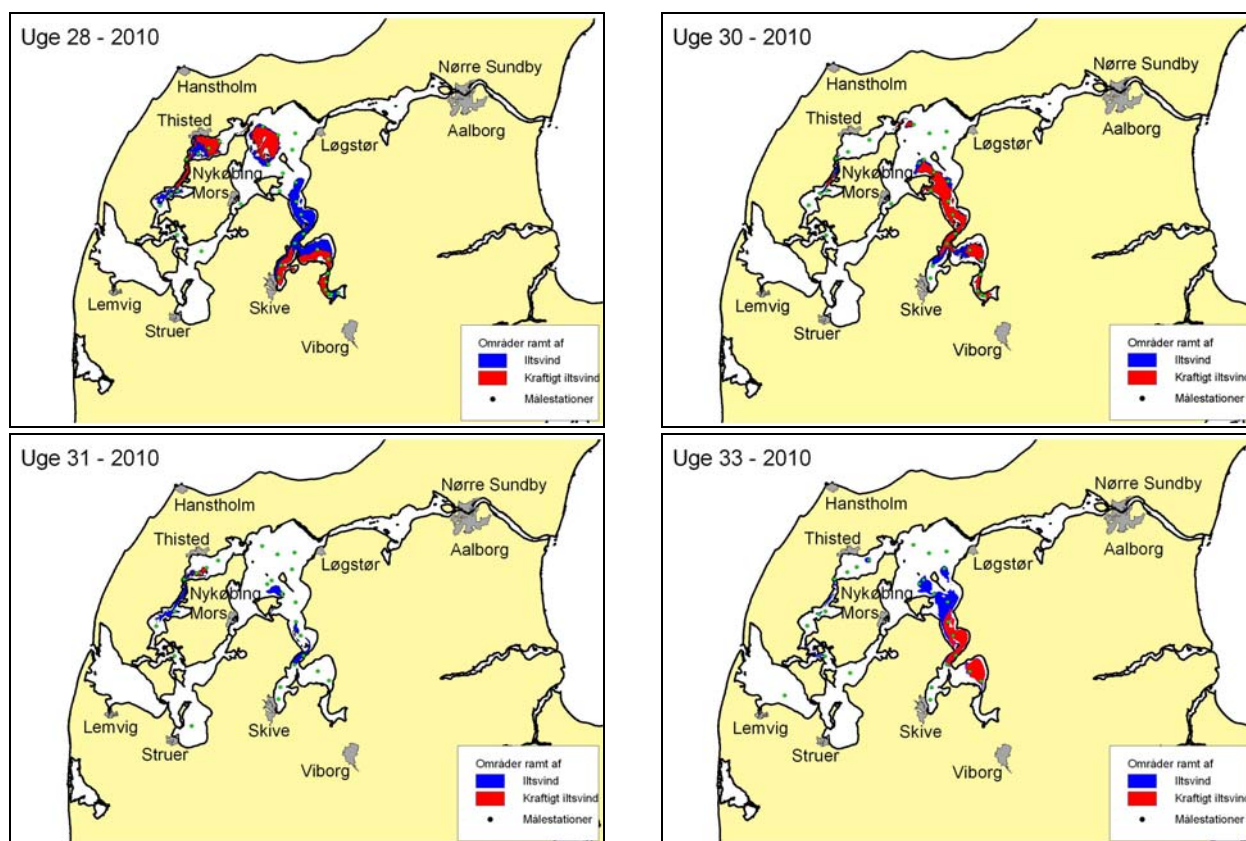 Uge 28 - 2010
Hanstholm
Nørre Sundby
Aalborg
Thisted
Løgstør
Nykøbing
Mors
Lemvig
Struer
Skive
Viborg
Områder ramt af
Iltsvind
Kraftigt iltsvind
Målestationer
Uge 30 - 2010
Hanstholm
Nørre Sundby
Aalborg
Thisted
Løgstør
Nykøbing
Mors
Lemvig
Struer
Skive
Viborg
Områder ramt af
Iltsvind
Kraftigt iltsvind
Målestationer
Uge 31 - 2010
Hanstholm
Nørre Sundby
Aalborg
Thisted
Løgstør
Nykøbing
Mors
Lemvig
Struer
Skive
Viborg
Områder ramt af
Iltsvind
Kraftigt iltsvind
Målestationer
Uge 33 - 2010
Hanstholm
Nørre Sundby
Aalborg
Thisted
Løgstør
Nykøbing
Mors
Lemvig
Struer
Skive
Viborg
Områder ramt af
Iltsvind
Kraftigt iltsvind
Målestationer